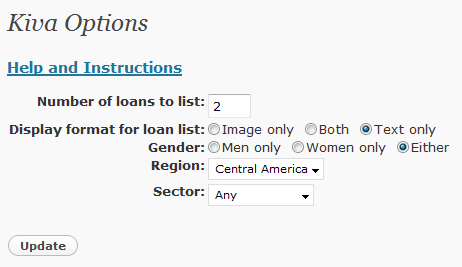 Kiva Options
Help and Instructions
Number of loans to list: 2
Display format for loan list: Image only Both Text only
Gender: Men only Women only Either
Region: Central America
Sector: Any
Update